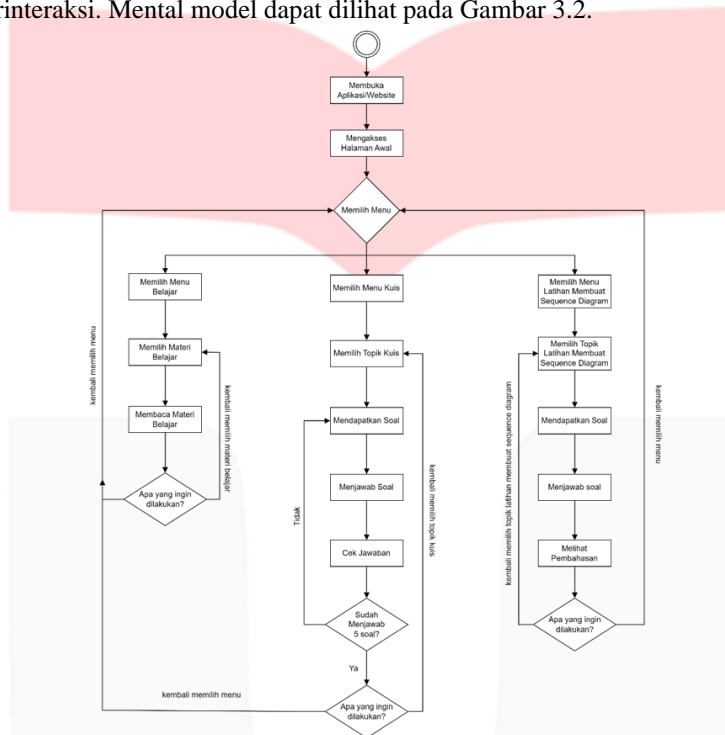 rinteraksi. Mental model dapat dilihat pada Gambar 3.2.
Membuka
Aplikasi/Website
Mengakses
Halaman Awal
Memilih Menu
Memilih Menu
Belajar
Memilih Materi
Belajar
Membaca Materi
Belajar
Apa yang ingin
dilakukan?
kembali memilih menu
kembali memilih materi belajar
Memilih Menu Kuis
Memilih Topik Kuis
Mendapatkan Soal
Menjawab Soal
Cek Jawaban
Sudah
Menjawab
5 soal?
Tidak
Ya
Apa yang ingin
dilakukan?
kembali memilih topik kuis
kembali memilih menu
Memilih Menu
Latihan Membuat
Sequence Diagram
Memilih Topik
Latihan Membuat
Sequence Diagram
Mendapatkan Soal
Menjawab soal
Melihat
Pembahasan
Apa yang ingin
dilakukan?
kembali memilih topik latihan membuat sequence diagram
kembali memilih menu